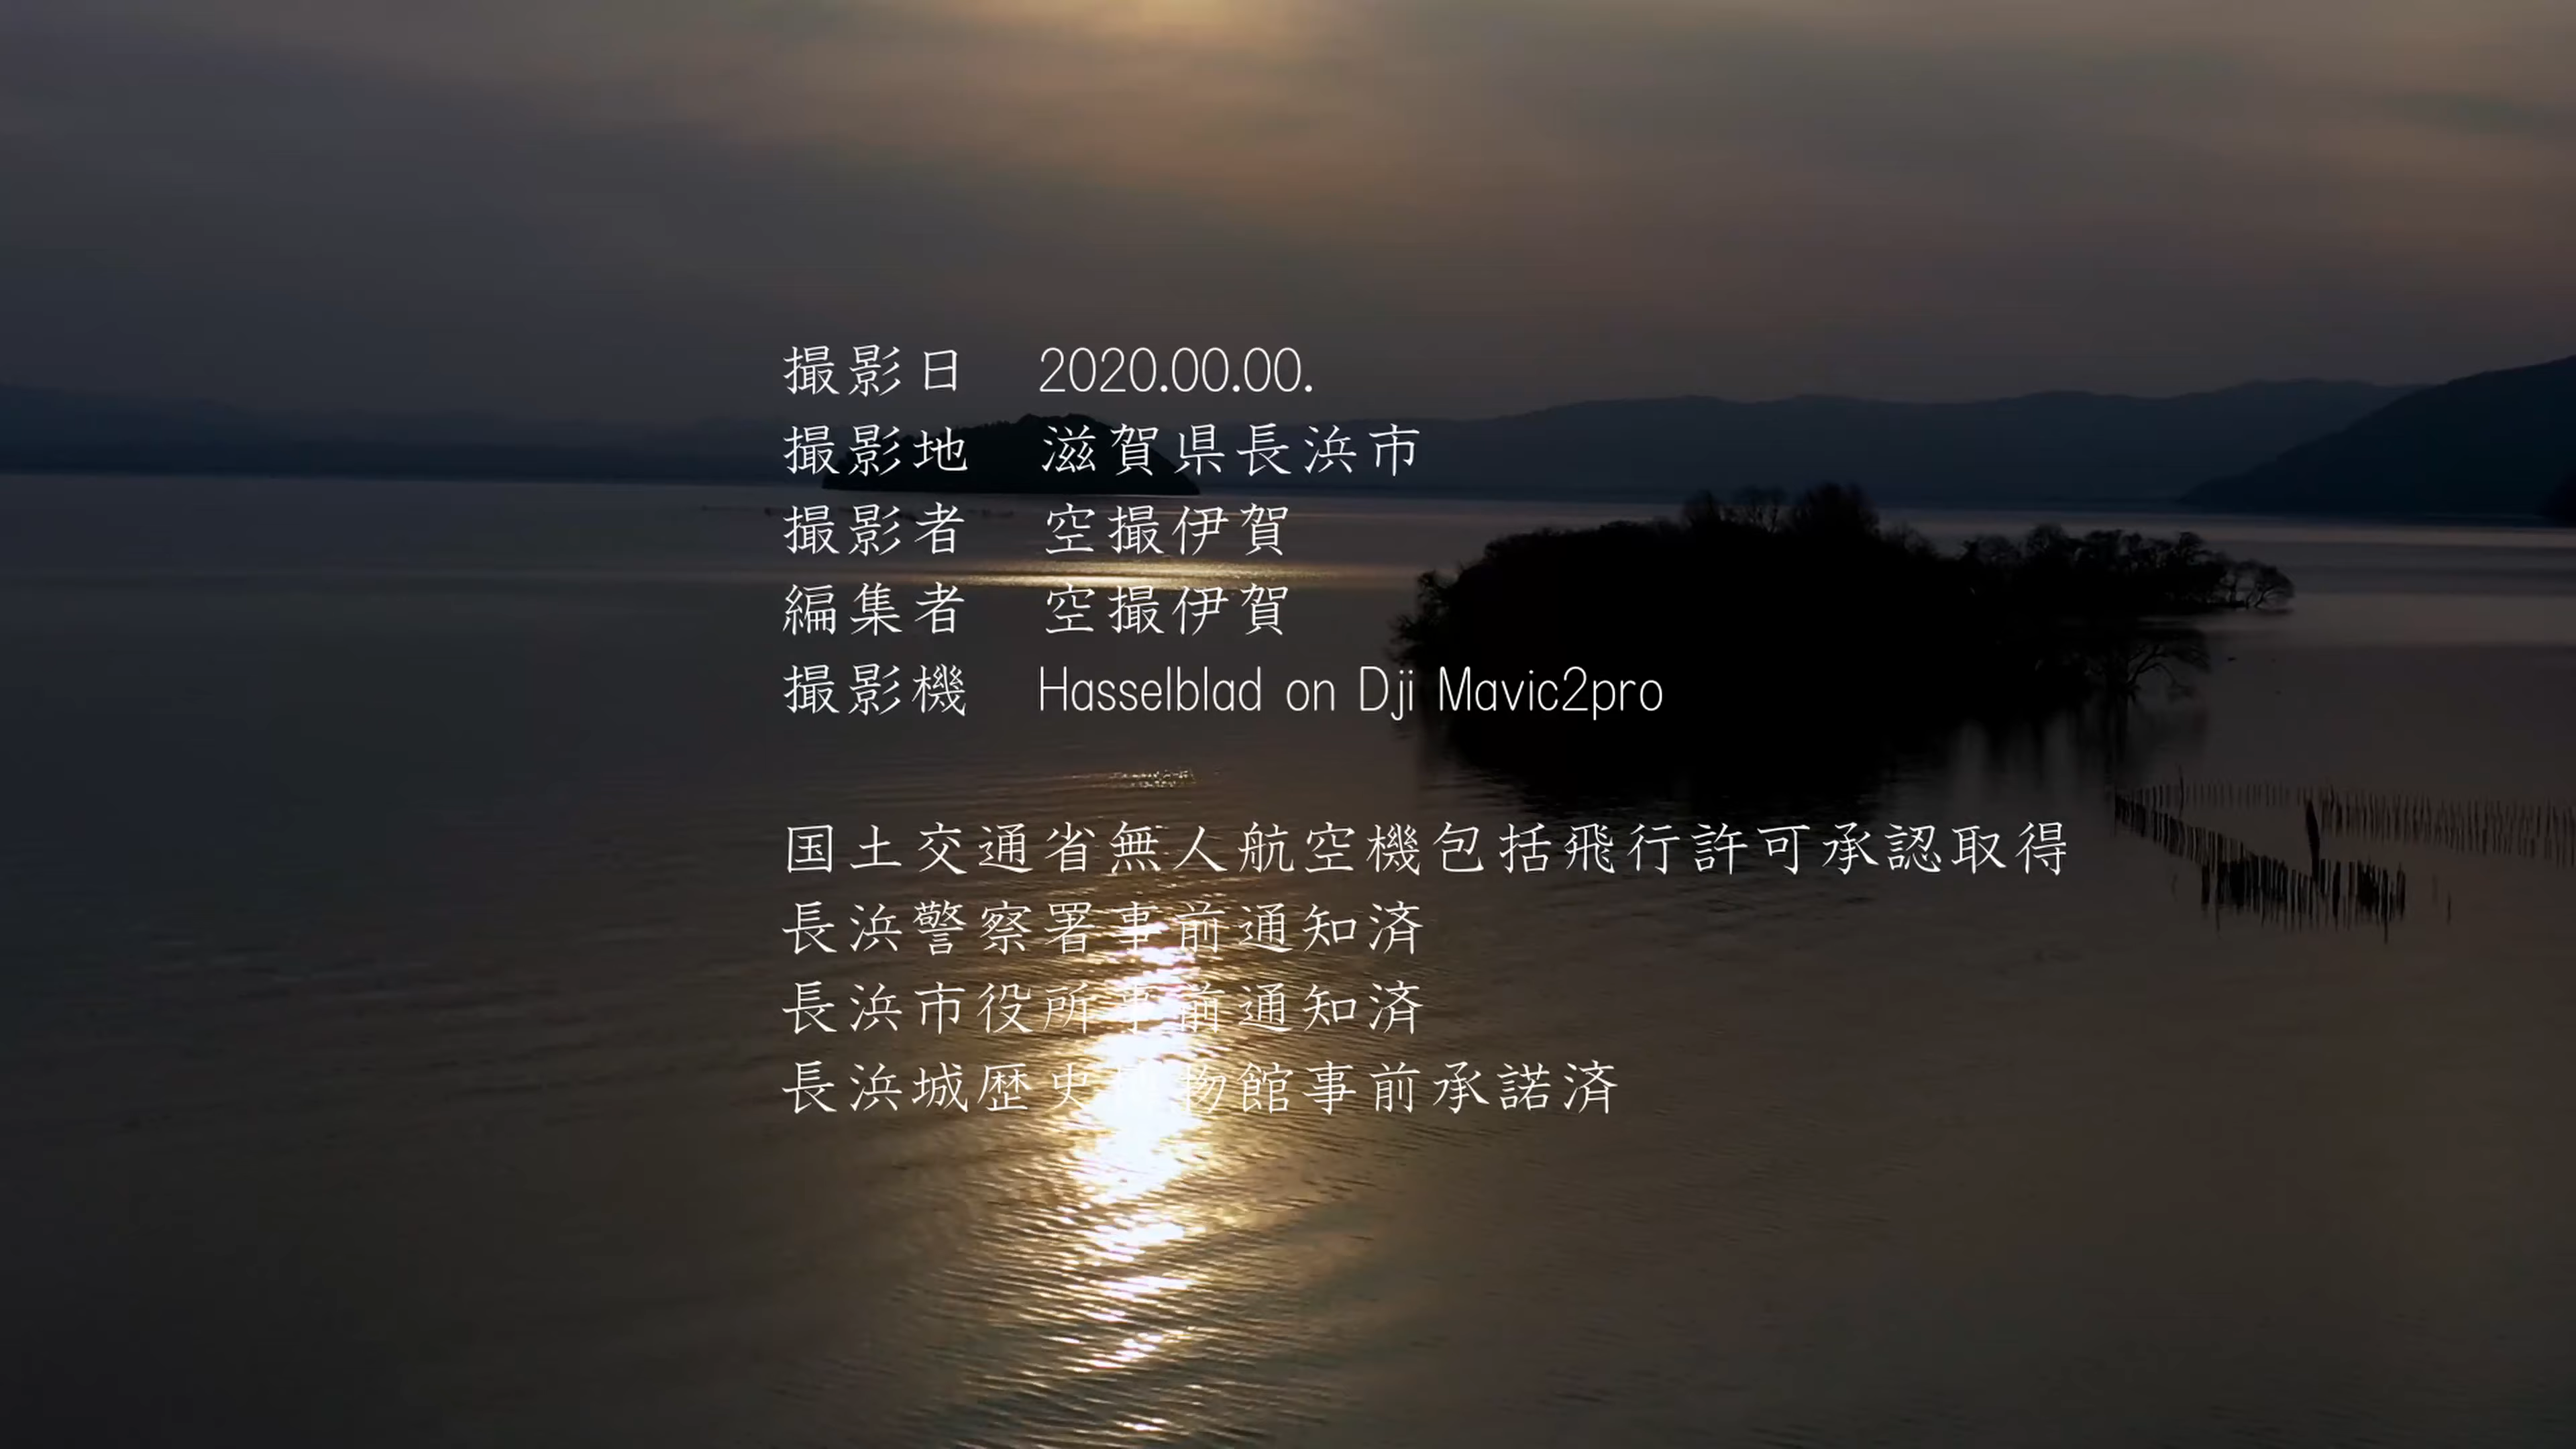 撮影日　2020.00.00.
撮影地　滋賀県長浜市
撮影者　空撮伊賀
編集者　空撮伊賀
撮影機　Hasselblad on Dji Mavic2pro
国土交通省無人航空機包括飛行許可承認取得
長浜警察署事前通知済
長浜市役所事前通知済
長浜城歴史博物館事前承諾済